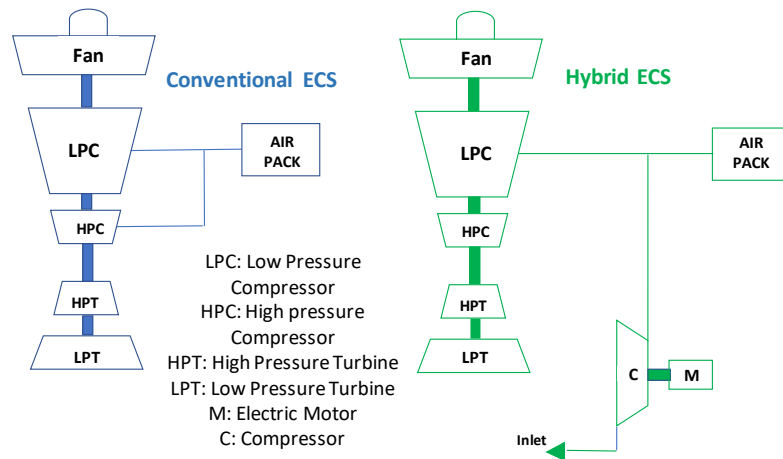 Fan
Conventional ECS
LPC
AIR
PACK
HPC
HPT
LPT
Fan
Hybrid ECS
LPC
AIR
PACK
HPC
HPT
LPT
C
M
Inlet
LPC: Low Pressure
Compressor
HPC: High pressure
Compressor
HPT: High Pressure Turbine
LPT: Low Pressure Turbine
M: Electric Motor
C: Compressor